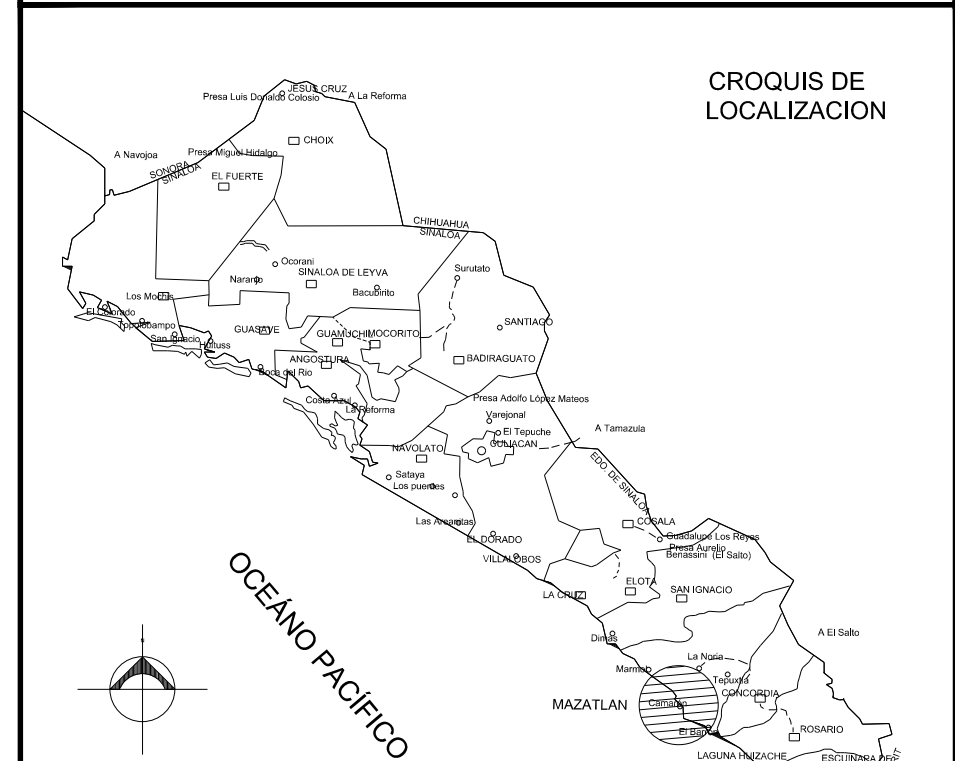 CROQUIS DE
LOCALIZACION
JESUS CRUZ
Presa Luis Donaldo Colosio
A La Reforma
CHOIX
A Navojoa
Presa Miguel Hidalgo
SONORA
SINALOA
EL FUERTE
CHIHUAHUA
SINALOA
Ocorani
Naranjo
SINALOA DE LEYVA
Surutato
Bacubirito
Los Mochis
El Colorado
Topolobampo
San Ignacio
Huituss
GUASAVE
GUAMUCHIL
MOCORITO
SANTIAGO
ANGOSTURA
BADIRAGUATO
Boca del Rio
Costa Azul
La Reforma
Presa Adolfo López Mateos
Varejonal
El Tepuche
A Tamazula
CULIACAN
NAVOLATO
EDO. DE SINALOA
Sataya
Los puentes
Las Arenitas
COSALA
EL DORADO
Guadalupe Los Reyes
Presa Aurelio
Benassini (El Salto)
VILLALOBOS
OCEÁNO PACÍFICO
LA CRUZ
ELOTA
SAN IGNACIO
Dimas
A El Salto
N
La Noria
Marmol
Tepuxtla
CONCORDIA
MAZATLAN
Camaron
El Barron
ROSARIO
LAGUNA HUIZACHE
ESCUINAPA DE